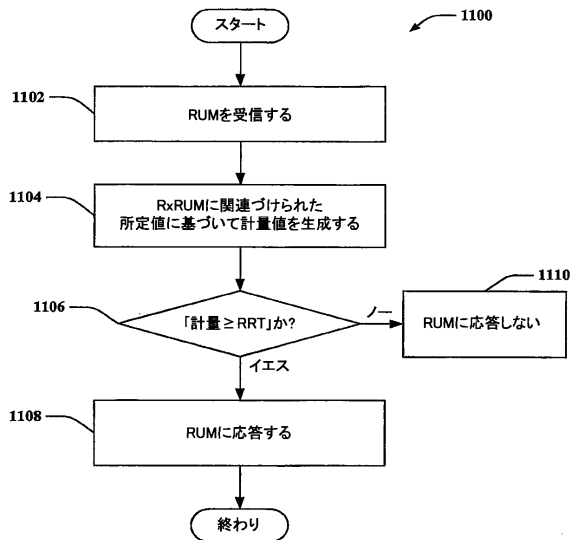 スタート
1100
1102
RUMを受信する
1104
RxRUMに関連づけられた
所定値に基づいて計量値を生成する
1106
「計量≥RRT」か?
ノー
1110
RUMに応答しない
イエス
1108
RUMに応答する
終わり